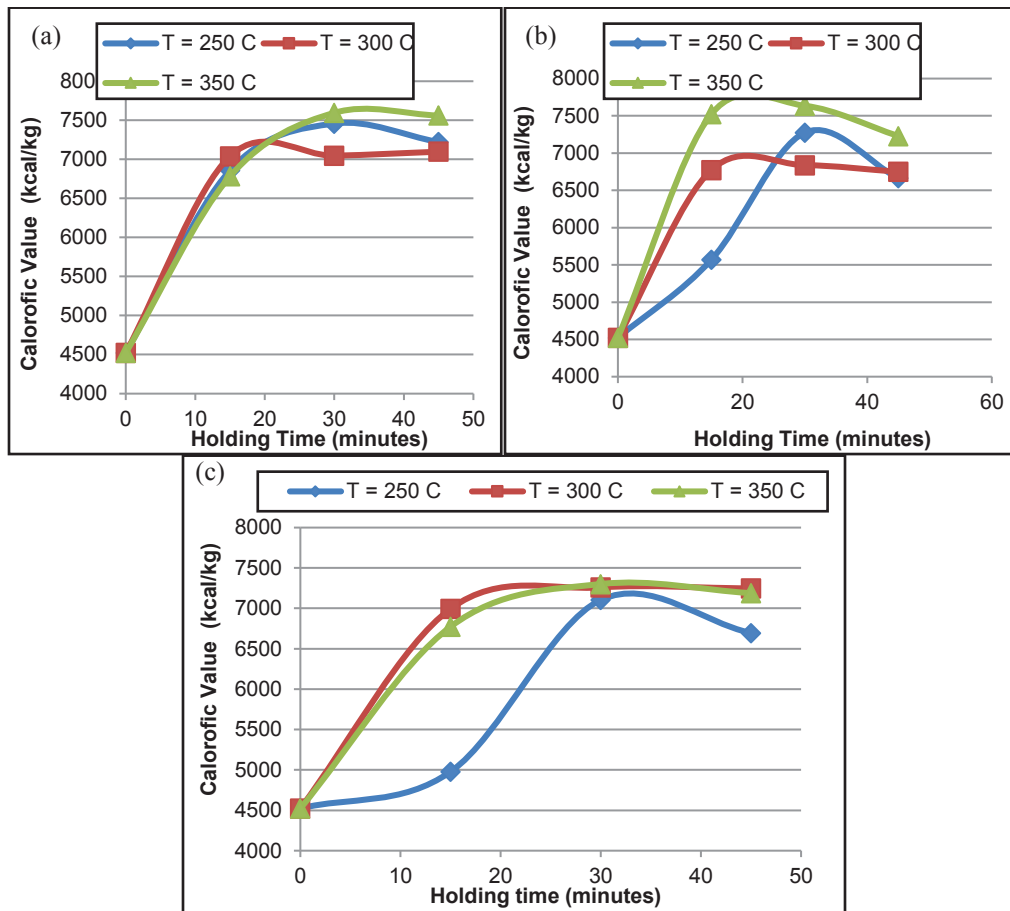 (a)
T = 250 C T = 300 C
T = 350 C
Calorofic Value (kcal/kg)
7500
7000
6500
6000
5500
5000
4500
4000
0 10 20 30 40 50
Holding Time (minutes)
(b)
T = 250 C T = 300 C
T = 350 C
Calorofic Value (kcal/kg)
8000
7500
7000
6500
6000
5500
5000
4500
4000
0 20 40 60
Holding Time (minutes)
(c)
T = 250 C T = 300 C T = 350 C
Calorofic Value (kcal/kg)
8000
7500
7000
6500
6000
5500
5000
4500
4000
0 10 20 30 40 50
Holding time (minutes)